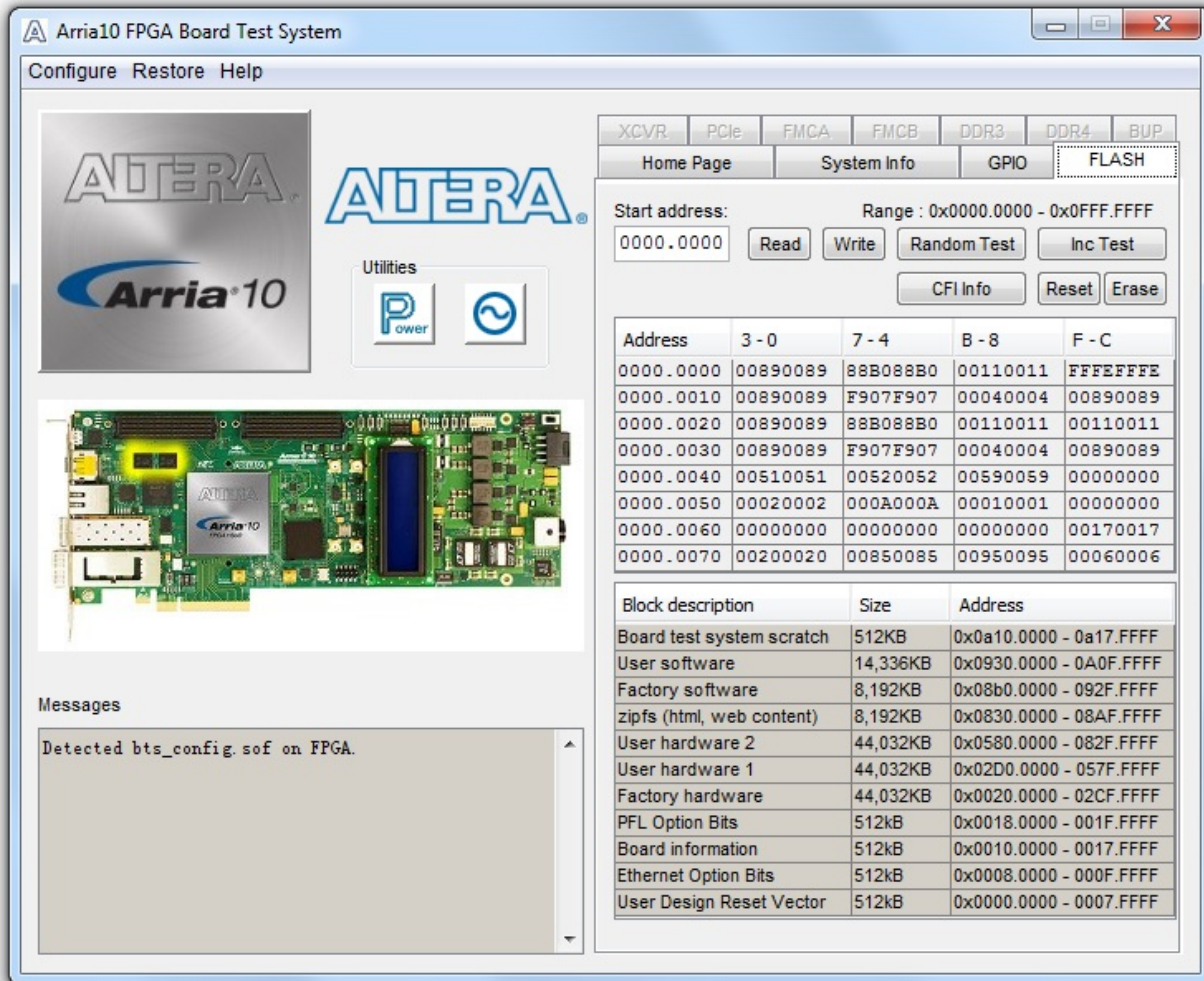 Arria10 FPGA Board Test System
Configure Restore Help
ALTERA
Arria 10
ALTERA
Utilities
Power
ALTERA
Arria 10
Messages
Detected bts_config.sof on FPGA.
XCVR PCIe FMCA FMCB DDR3 DDR4 BUP
Home Page System Info GPIO FLASH
Start address: Range : 0x0000.0000 - 0x0FFF.FFFF
0000.0000 Read Write Random Test Inc Test
CFI Info Reset Erase
Address 3 - 0 7 - 4 B - 8 F - C
0000.0000 00890089 88B088B0 00110011 FFFEFFFE
0000.0010 00890089 F907F907 00040004 00890089
0000.0020 00890089 88B088B0 00110011 00110011
0000.0030 00890089 F907F907 00040004 00890089
0000.0040 00510051 00520052 00590059 00000000
0000.0050 00020002 000A000A 00010001 00000000
0000.0060 00000000 00000000 00000000 00170017
0000.0070 00200020 00850085 00950095 00060006
Block description Size Address
Board test system scratch 512KB 0x0a10.0000 - 0a17.FFFF
User software 14,336KB 0x0930.0000 - 0A0F.FFFF
Factory software 8,192KB 0x08b0.0000 - 092F.FFFF
zipfs (html, web content) 8,192KB 0x0830.0000 - 08AF.FFFF
User hardware 2 44,032KB 0x0580.0000 - 082F.FFFF
User hardware 1 44,032KB 0x02D0.0000 - 057F.FFFF
Factory hardware 44,032KB 0x0020.0000 - 02CF.FFFF
PFL Option Bits 512kB 0x0018.0000 - 001F.FFFF
Board information 512kB 0x0010.0000 - 0017.FFFF
Ethernet Option Bits 512kB 0x0008.0000 - 000F.FFFF
User Design Reset Vector 512kB 0x0000.0000 - 0007.FFFF